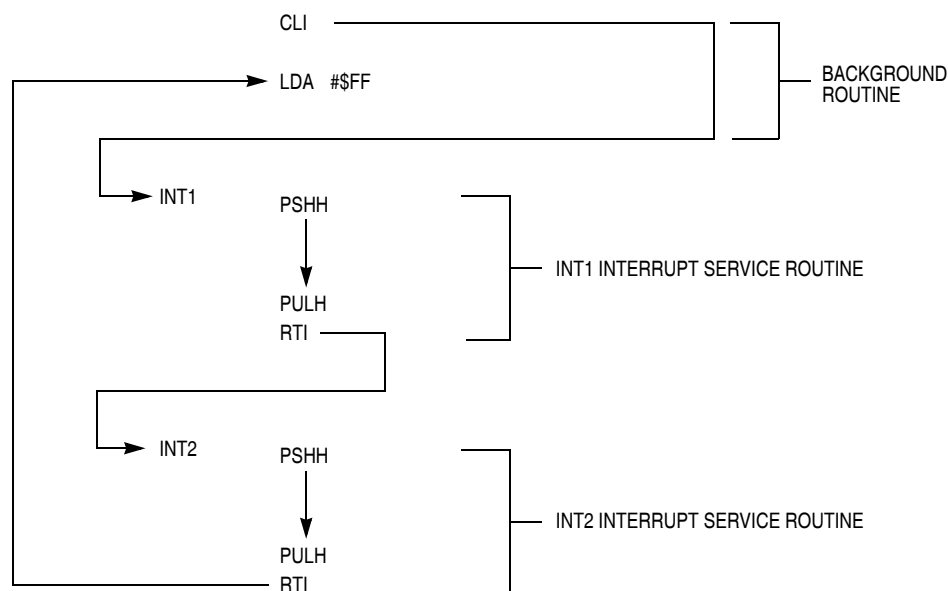 CLI
LDA #$FF
BACKGROUND
ROUTINE
INT1
PSHH
INT1 INTERRUPT SERVICE ROUTINE
PULH
RTI
INT2
PSHH
INT2 INTERRUPT SERVICE ROUTINE
PULH
RTI